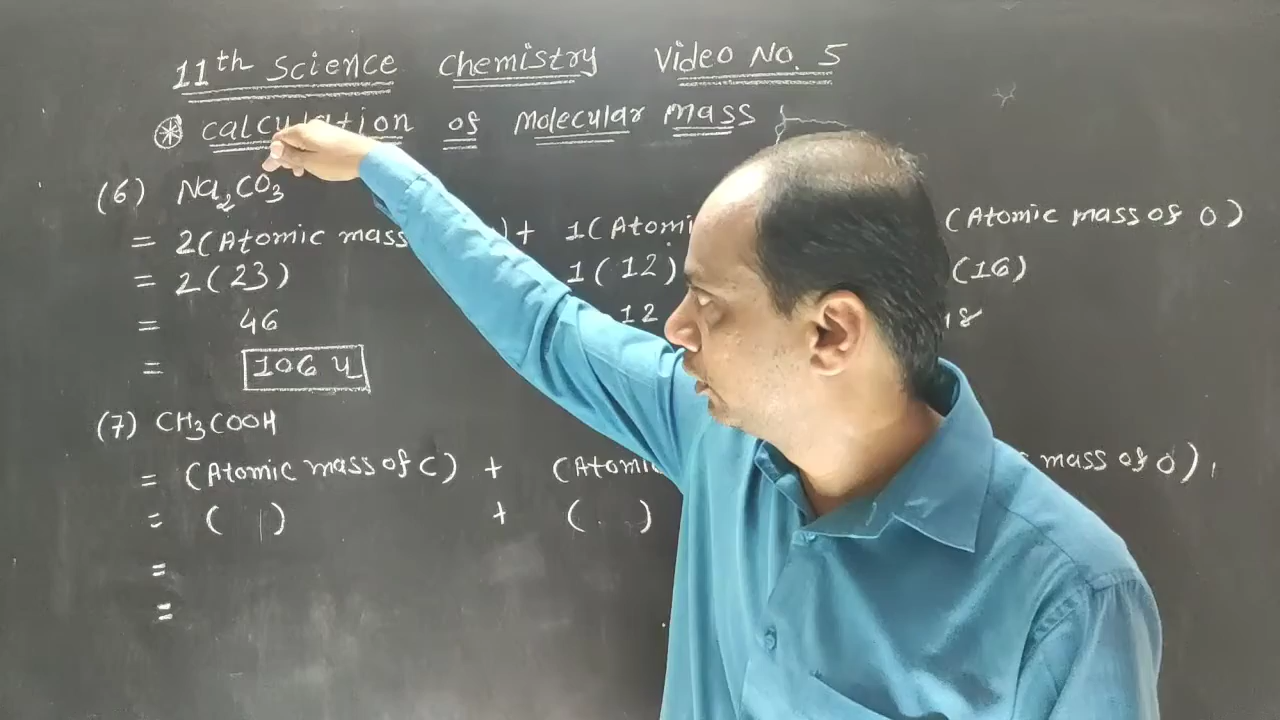 11th Science Chemistry Video No. 5
Calculation of Molecular Mass
(6) Na2CO3
= 2(Atomic mass ) + 1(Atomi (Atomic mass of O)
= 2(23) 1(12) (16)
= 46 12 18
= 106 u
(7) CH3COOH
= (Atomic mass of C) + (Atomic mass of O)
= ( ) + ( )
=
=